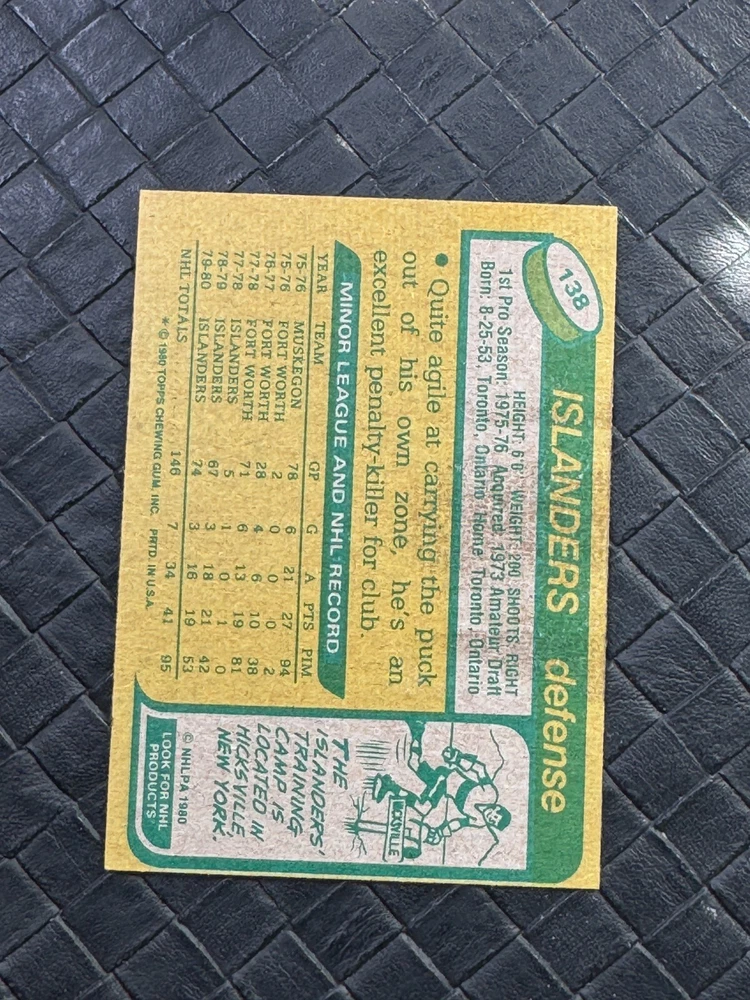 138
ISLANDERS defense
HEIGHT: 6'0" WEIGHT: 200 SHOOTS: RIGHT
1st Pro Season: 1975-76 Acquired: 1973 Amateur Draft
Born: 8-25-53, Toronto, Ontario Home: Toronto, Ontario
• Quite agile at carrying the puck
out of his own zone, he's an
excellent penalty-killer for club.
MINOR LEAGUE AND NHL RECORD
YEAR TEAM GP G A PTS PIM
75-76 MUSKEGON 78 6 21 27 94
75-76 FORT WORTH 2 0 0 0 2
76-77 FORT WORTH 28 4 6 10 38
77-78 FORT WORTH 71 6 13 19 81
77-78 ISLANDERS 5 1 0 1 0
78-79 ISLANDERS 67 3 18 21 42
79-80 ISLANDERS 74 3 16 19 53
NHL TOTALS 146 7 34 41 95
*© 1980 TOPPS CHEWING GUM, INC. PRTD. IN U.S.A.
HICKVILLE
THE
ISLANDERS'
TRAINING
CAMP IS
LOCATED IN
HICKSVILLE,
NEW YORK.
© NHLPA 1980
LOOK FOR NHL
PRODUCTS